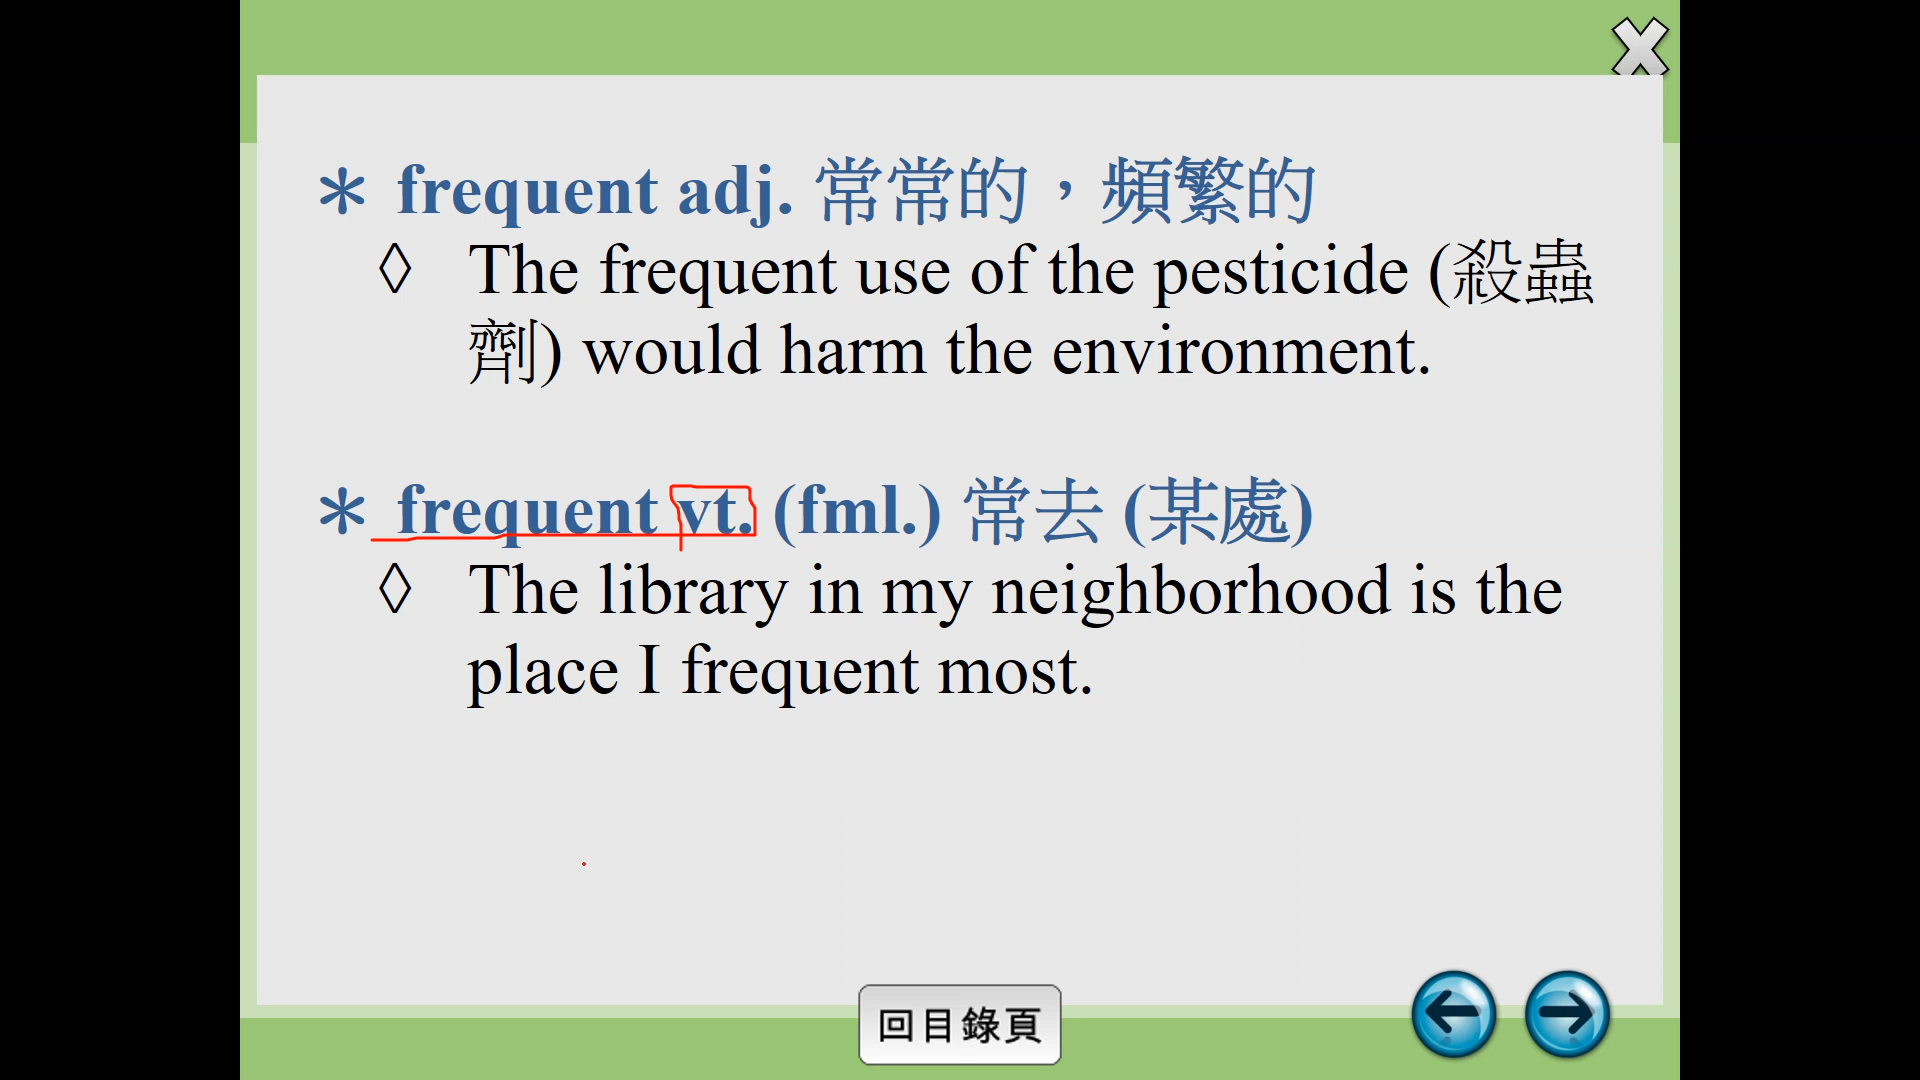 ＊ frequent adj. 常常的，頻繁的
◊ The frequent use of the pesticide (殺蟲
劑) would harm the environment.
＊ frequent vt. (fml.) 常去 (某處)
◊ The library in my neighborhood is the
place I frequent most.
回目錄頁